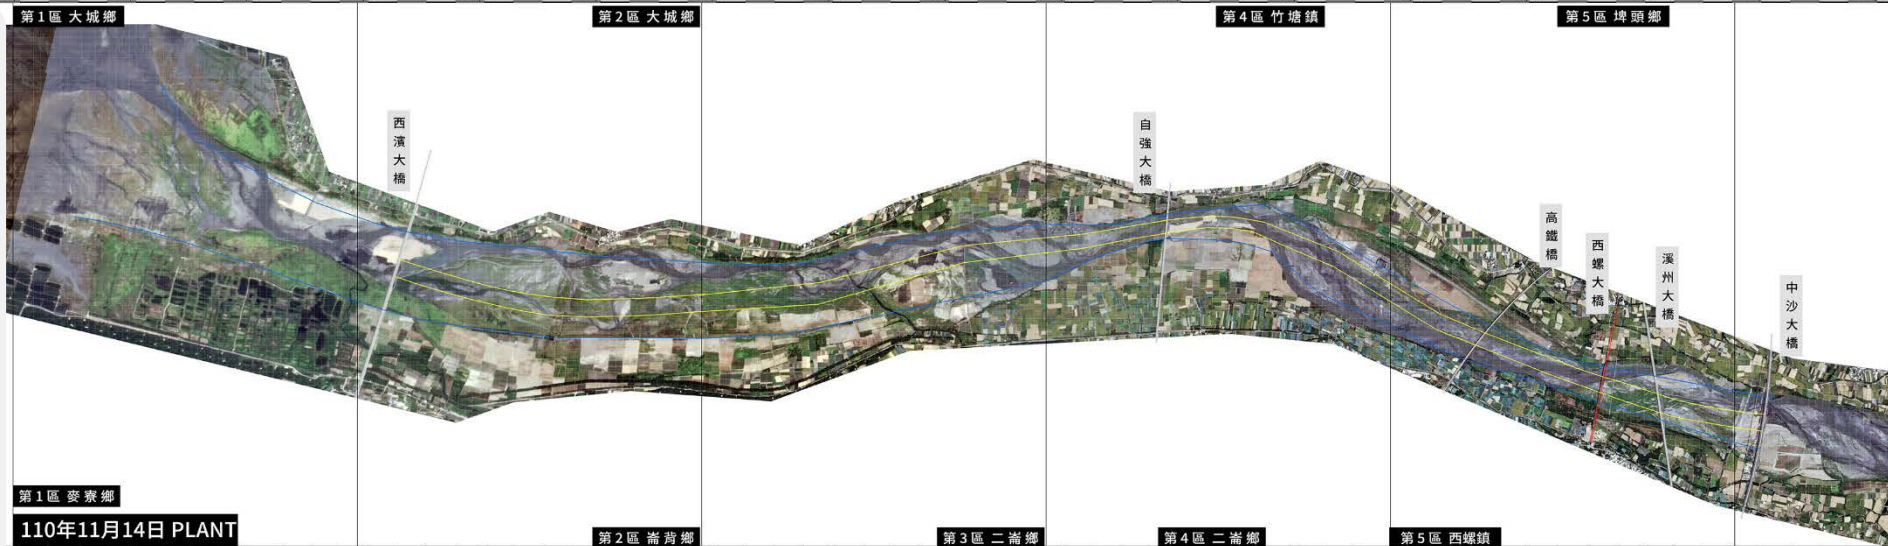 第1區 大城鄉
第2區 大城鄉
第4區 竹塘鎮
第5區 埤頭鄉
西濱大橋
自強大橋
高鐵橋
西螺大橋
溪州大橋
中沙大橋
第1區 麥寮鄉
110年11月14日 PLANT
第2區 崙背鄉
第3區 二崙鄉
第4區 二崙鄉
第5區 西螺鎮